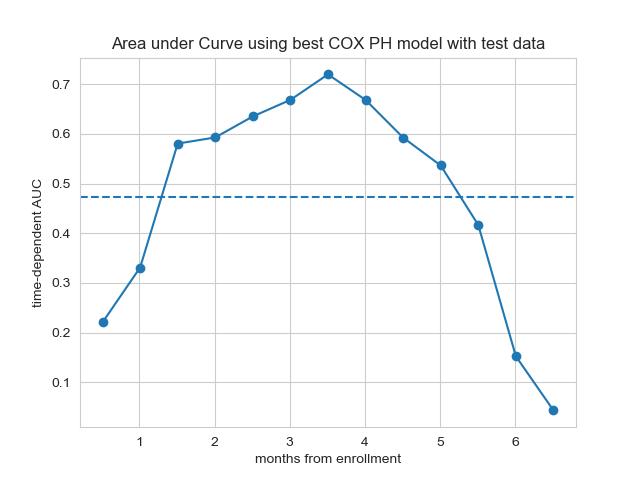 Area under Curve using best COX PH model with test data
time-dependent AUC
0.7
0.6
0.5
0.4
0.3
0.2
0.1
1 2 3 4 5 6
months from enrollment